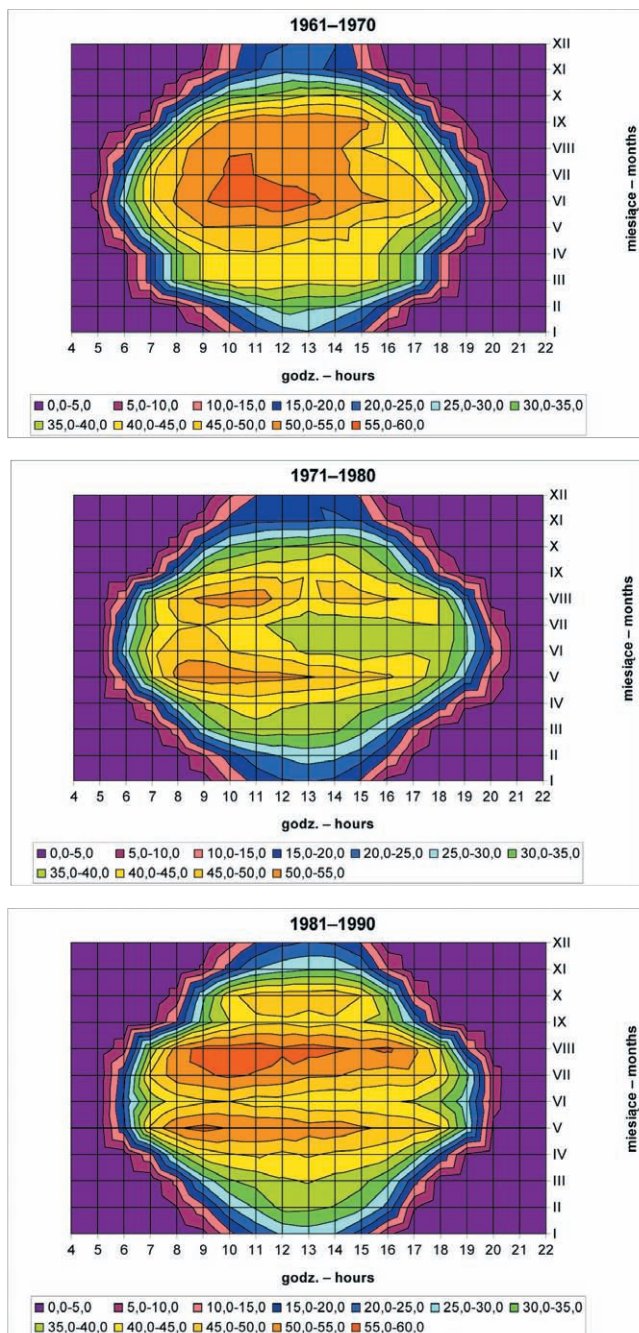 1961–1970
XII
XI
X
IX
VIII
VII
VI
V
IV
III
II
I
miesiące – months
4 5 6 7 8 9 10 11 12 13 14 15 16 17 18 19 20 21 22
godz. – hours
0,0-5,0 5,0-10,0 10,0-15,0 15,0-20,0 20,0-25,0 25,0-30,0 30,0-35,0
35,0-40,0 40,0-45,0 45,0-50,0 50,0-55,0 55,0-60,0
1971–1980
XII
XI
X
IX
VIII
VII
VI
V
IV
III
II
I
miesiące – months
4 5 6 7 8 9 10 11 12 13 14 15 16 17 18 19 20 21 22
godz. – hours
0,0-5,0 5,0-10,0 10,0-15,0 15,0-20,0 20,0-25,0 25,0-30,0 30,0-35,0
35,0-40,0 40,0-45,0 45,0-50,0 50,0-55,0
1981–1990
XII
XI
X
IX
VIII
VII
VI
V
IV
III
II
I
miesiące – months
4 5 6 7 8 9 10 11 12 13 14 15 16 17 18 19 20 21 22
godz. – hours
0,0-5,0 5,0-10,0 10,0-15,0 15,0-20,0 20,0-25,0 25,0-30,0 30,0-35,0
35,0-40,0 40,0-45,0 45,0-50,0 50,0-55,0 55,0-60,0